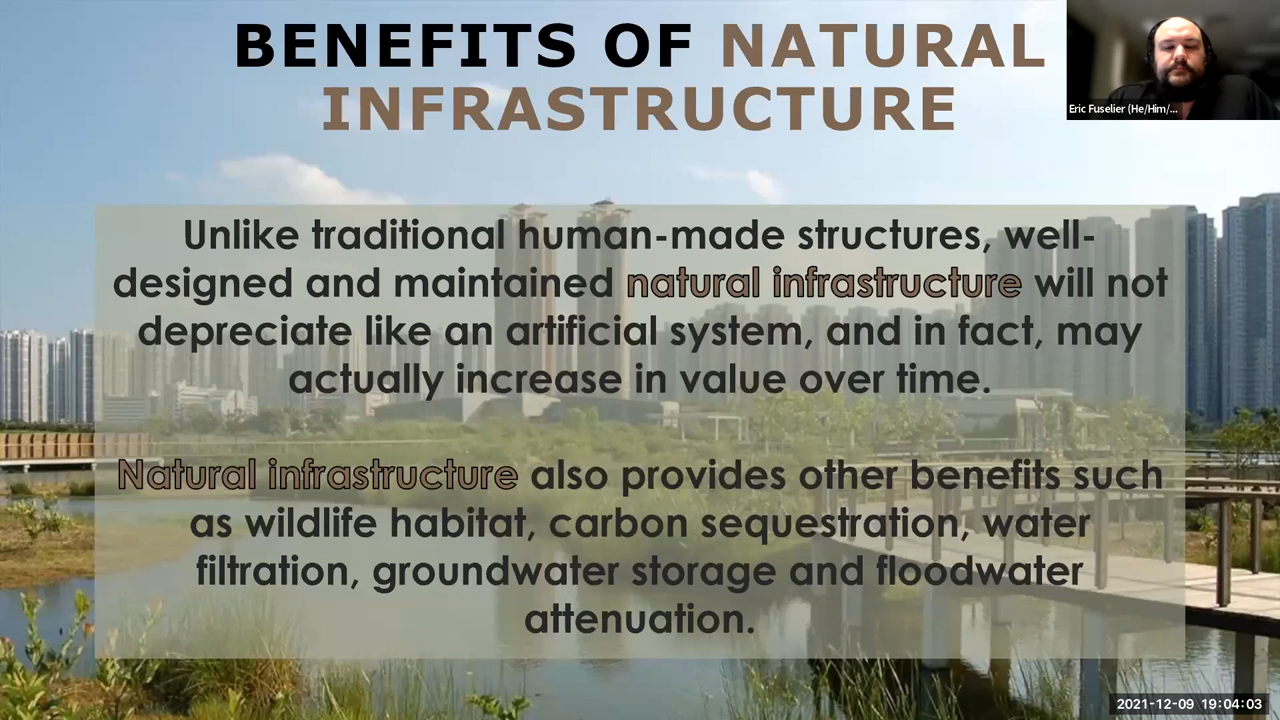 BENEFITS OF NATURAL
INFRASTRUCTURE
Eric Fuselier (He/Him/...
Unlike traditional human-made structures, well-
designed and maintained natural infrastructure will not
depreciate like an artificial system, and in fact, may
actually increase in value over time.
Natural infrastructure also provides other benefits such
as wildlife habitat, carbon sequestration, water
filtration, groundwater storage and floodwater
attenuation.
2021-12-09 19:04:03